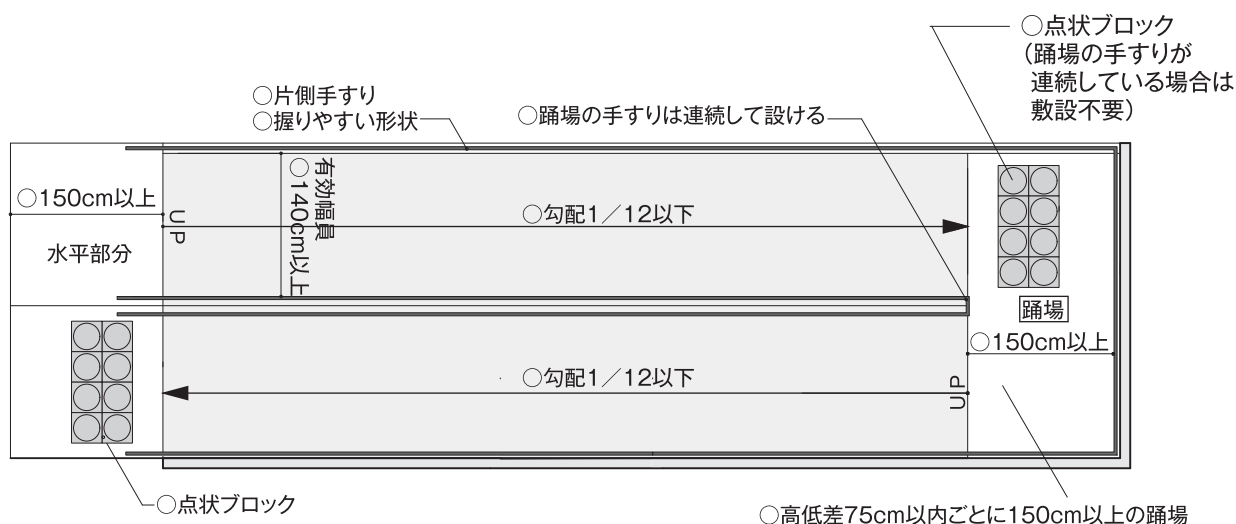 ○点状ブロック
（踊場の手すりが
連続している場合は
敷設不要）
○片側手すり
○握りやすい形状
○踊場の手すりは連続して設ける
○150cm以上
水平部分
UP
有効幅員
○140cm以上
○勾配1／12以下
踊場
○150cm以上
○勾配1／12以下
UP
○点状ブロック
○高低差75cm以内ごとに150cm以上の踊場